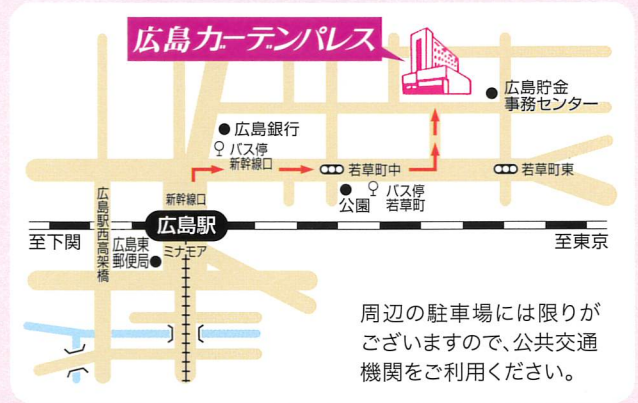 広島ガーデンパレス
広島貯金
事務センター
広島銀行
バス停
新幹線口
若草町中
若草町東
新幹線口
公園
バス停
若草町
広島駅
広島駅西高架橋
至下関
広島東
郵便局
ミナモア
至東京
周辺の駐車場には限りが
ございますので、公共交通
機関をご利用ください。